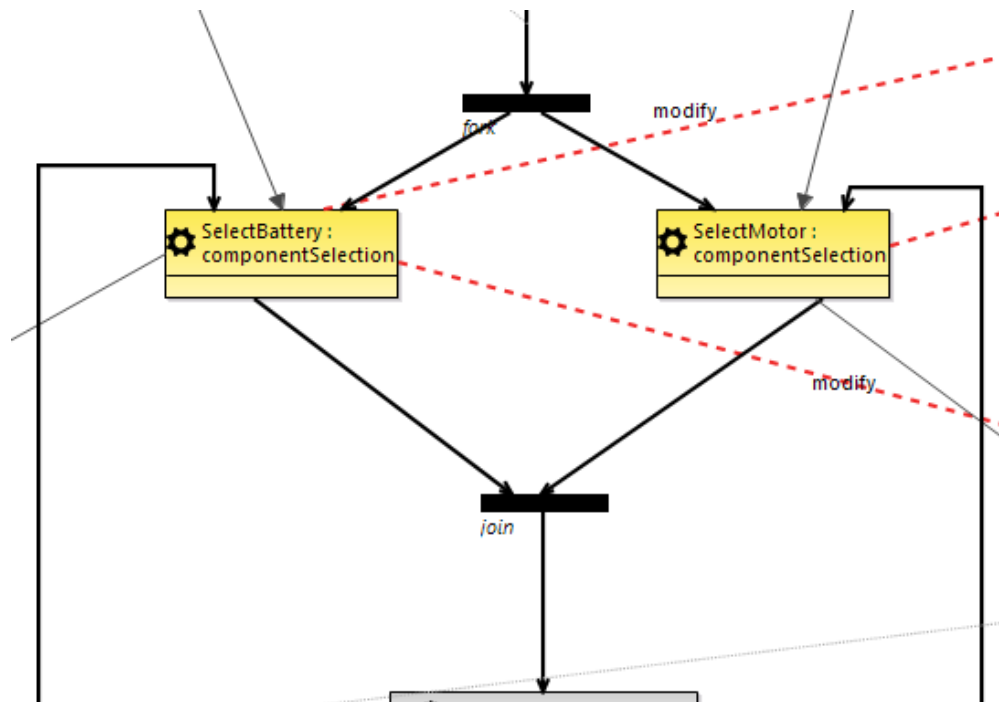 fork
modify
SelectBattery :
componentSelection
SelectMotor :
componentSelection
modify
join